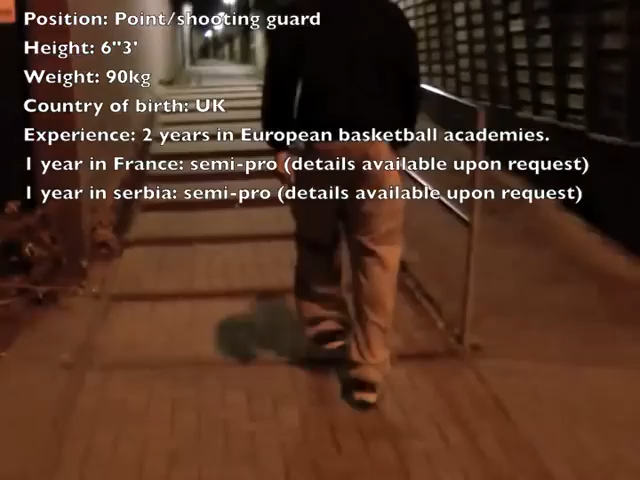 Position: Point/shooting guard
Height: 6"3'
Weight: 90kg
Country of birth: UK
Experience: 2 years in European basketball academies.
1 year in France: semi-pro (details available upon request)
1 year in serbia: semi-pro (details available upon request)